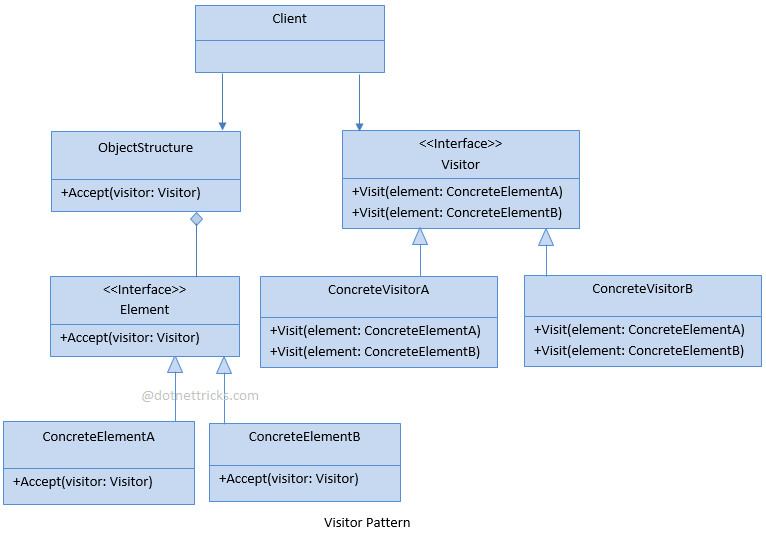 Client
ObjectStructure
+Accept(visitor: Visitor)
<<Interface>>
Visitor
+Visit(element: ConcreteElementA)
+Visit(element: ConcreteElementB)
<<Interface>>
Element
+Accept(visitor: Visitor)
ConcreteVisitorA
+Visit(element: ConcreteElementA)
+Visit(element: ConcreteElementB)
ConcreteVisitorB
+Visit(element: ConcreteElementA)
+Visit(element: ConcreteElementB)
@dotnettricks.com
ConcreteElementA
+Accept(visitor: Visitor)
ConcreteElementB
+Accept(visitor: Visitor)
Visitor Pattern